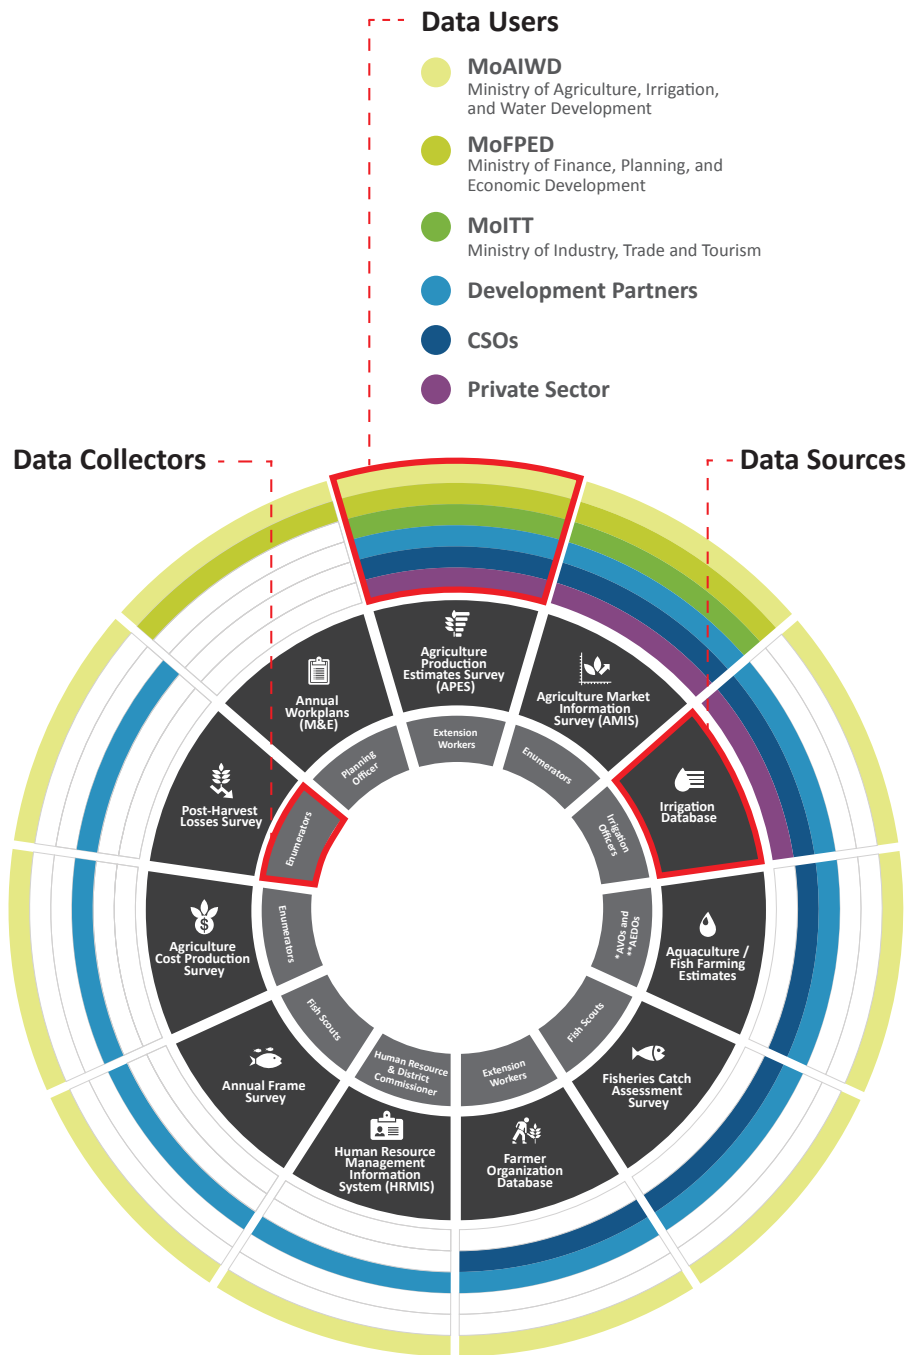 Data Users
MoAIWD
Ministry of Agriculture, Irrigation,
and Water Development
MoFPED
Ministry of Finance, Planning, and
Economic Development
MoITT
Ministry of Industry, Trade and Tourism
Development Partners
CSOs
Private Sector
Data Collectors
Data Sources
Agriculture
Production
Estimates Survey
(APES)
Agriculture Market
Information
Survey (AMIS)
Irrigation
Database
Aquaculture /
Fish Farming
Estimates
Fisheries Catch
Assessment
Survey
Farmer
Organization
Database
Human Resource
Management
Information
System (HRMIS)
Annual Frame
Survey
Agriculture
Cost Production
Survey
$
Post-Harvest
Losses Survey
Annual
Workplans
(M&E)
Extension
Workers
Enumerators
Irrigation
Officers
*AVOs and
**AEDOs
Fish Scouts
Extension
Workers
Human Resource
& District
Commissioner
Fish Scouts
Enumerators
Enumerators
Planning
Officer